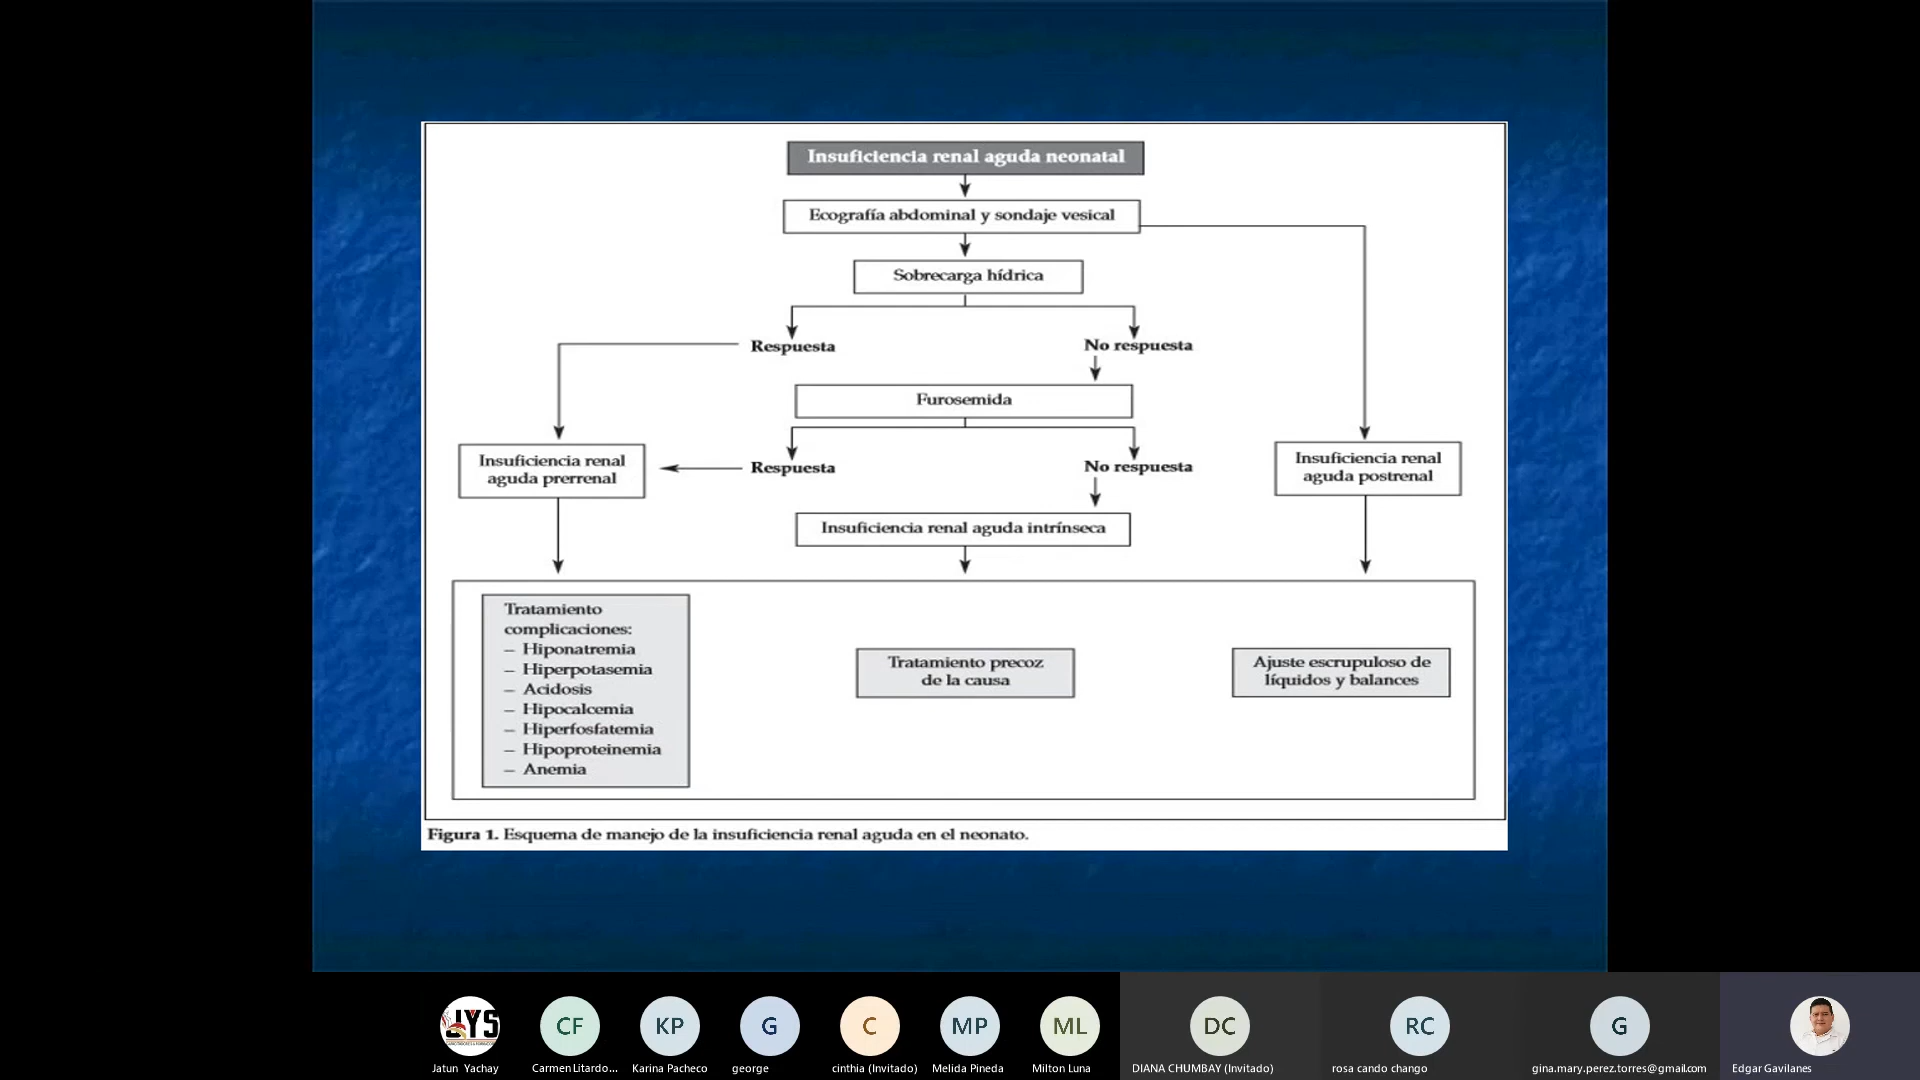 Insuficiencia renal aguda neonatal
Ecografía abdominal y sondaje vesical
Sobrecarga hídrica
Respuesta
No respuesta
Furosemida
Respuesta
No respuesta
Insuficiencia renal
aguda prerrenal
Insuficiencia renal
aguda postrenal
Insuficiencia renal aguda intrínseca
Tratamiento
complicaciones:
– Hiponatremia
– Hiperpotasemia
– Acidosis
– Hipocalcemia
– Hiperfosfatemia
– Hipoproteinemia
– Anemia
Tratamiento precoz
de la causa
Ajuste escrupuloso de
líquidos y balances
Figura 1. Esquema de manejo de la insuficiencia renal aguda en el neonato.
JYS
CF
KP
G
C
MP
ML
DC
RC
G
Jatun Yachay
Carmen Litardo...
Karina Pacheco
george
cinthia (Invitado)
Melida Pineda
Milton Luna
DIANA CHUMBAY (Invitado)
rosa cando chango
gina.mary.perez.torres@gmail.com
Edgar Gavilanes